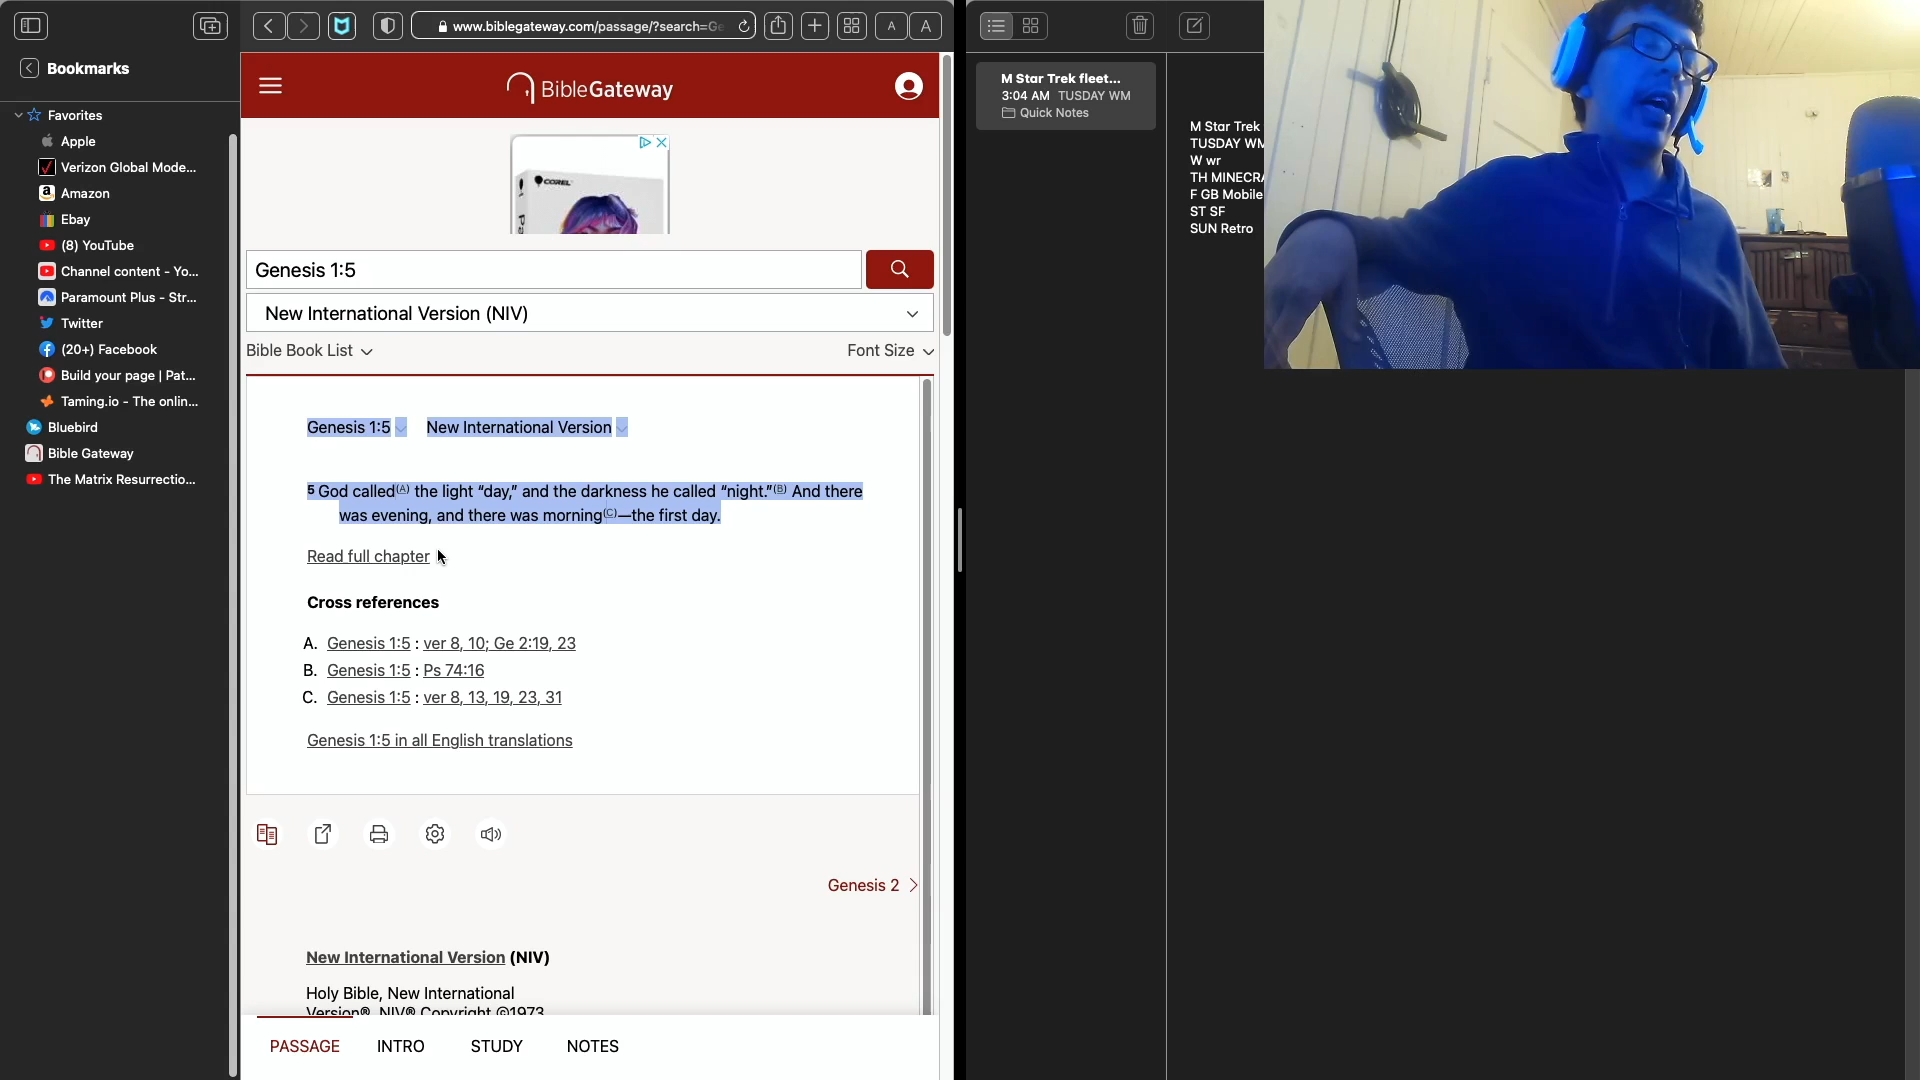 Bookmarks
Favorites
Apple
Verizon Global Mode...
Amazon
Ebay
(8) YouTube
Channel content - Yo...
Paramount Plus - Str...
Twitter
(20+) Facebook
Build your page | Pat...
Taming.io - The onlin...
Bluebird
Bible Gateway
The Matrix Resurrectio...
www.biblegateway.com/passage/?search=Ge
A A
BibleGateway
COREL
Genesis 1:5
New International Version (NIV)
Bible Book List
Font Size
Genesis 1:5 New International Version
5 God called(A) the light “day,” and the darkness he called “night.”(B) And there
was evening, and there was morning(C)—the first day.
Read full chapter
Cross references
A. Genesis 1:5 : ver 8, 10; Ge 2:19, 23
B. Genesis 1:5 : Ps 74:16
C. Genesis 1:5 : ver 8, 13, 19, 23, 31
Genesis 1:5 in all English translations
Genesis 2
New International Version (NIV)
Holy Bible, New International
Version®, NIV® Copyright ©1973
PASSAGE INTRO STUDY NOTES
M Star Trek fleet...
3:04 AM TUSDAY WM
Quick Notes
M Star Trek
TUSDAY WM
W wr
TH MINECRA
F GB Mobile
ST SF
SUN Retro